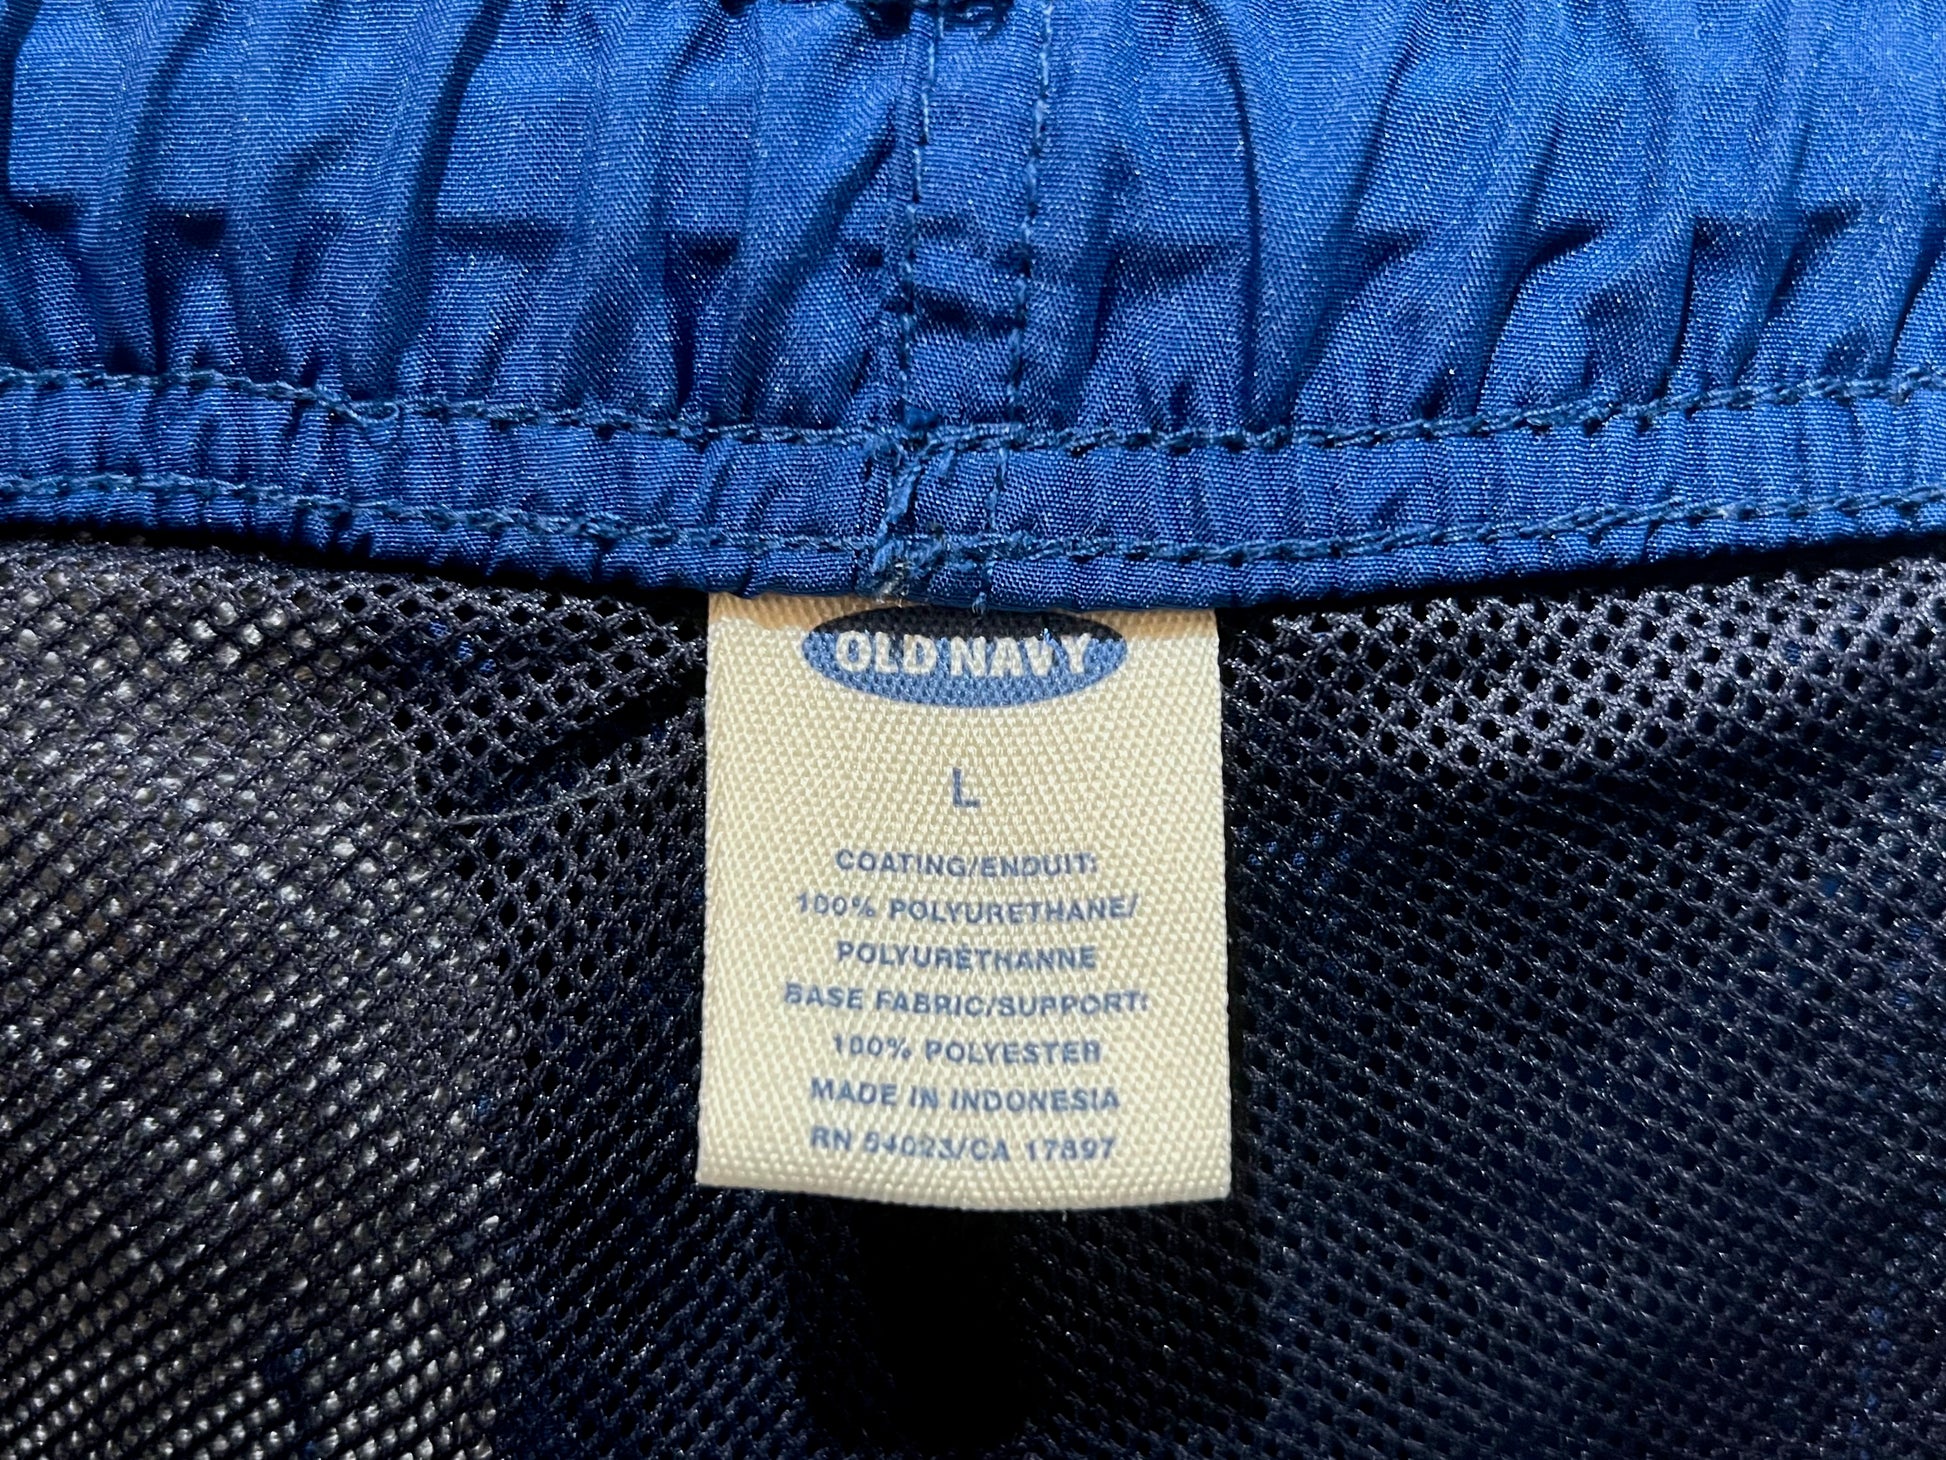 OLD NAVY
L
COATING/ENDUIT:
100% POLYURETHANE/
POLYURÉTHANNE
BASE FABRIC/SUPPORT:
100% POLYESTER
MADE IN INDONESIA
RN 54023/CA 17897